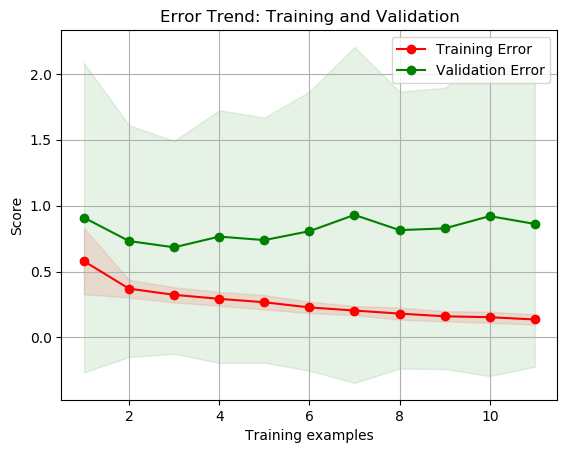 Error Trend: Training and Validation
Training Error
Validation Error
2.0
1.5
1.0
0.5
0.0
Score
2 4 6 8 10
Training examples